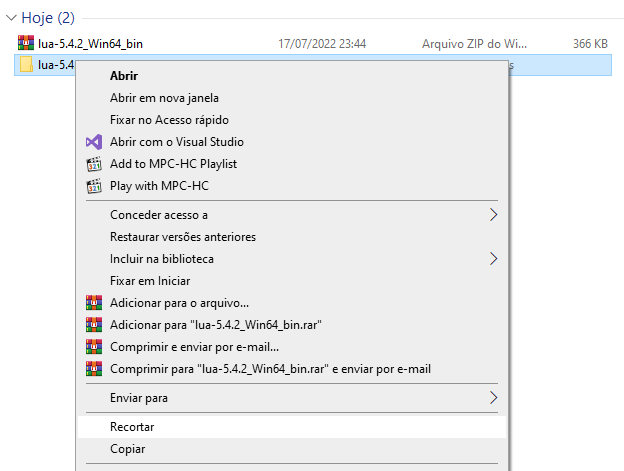 Hoje (2)
lua-5.4.2_Win64_bin 17/07/2022 23:44 Arquivo ZIP do Wi... 366 KB
lua-5.4
Abrir
Abrir em nova janela
Fixar no Acesso rápido
Abrir com o Visual Studio
Add to MPC-HC Playlist
Play with MPC-HC
Conceder acesso a
Restaurar versões anteriores
Incluir na biblioteca
Fixar em Iniciar
Adicionar para o arquivo...
Adicionar para "lua-5.4.2_Win64_bin.rar"
Comprimir e enviar por e-mail...
Comprimir para "lua-5.4.2_Win64_bin.rar" e enviar por e-mail
Enviar para
Recortar
Copiar